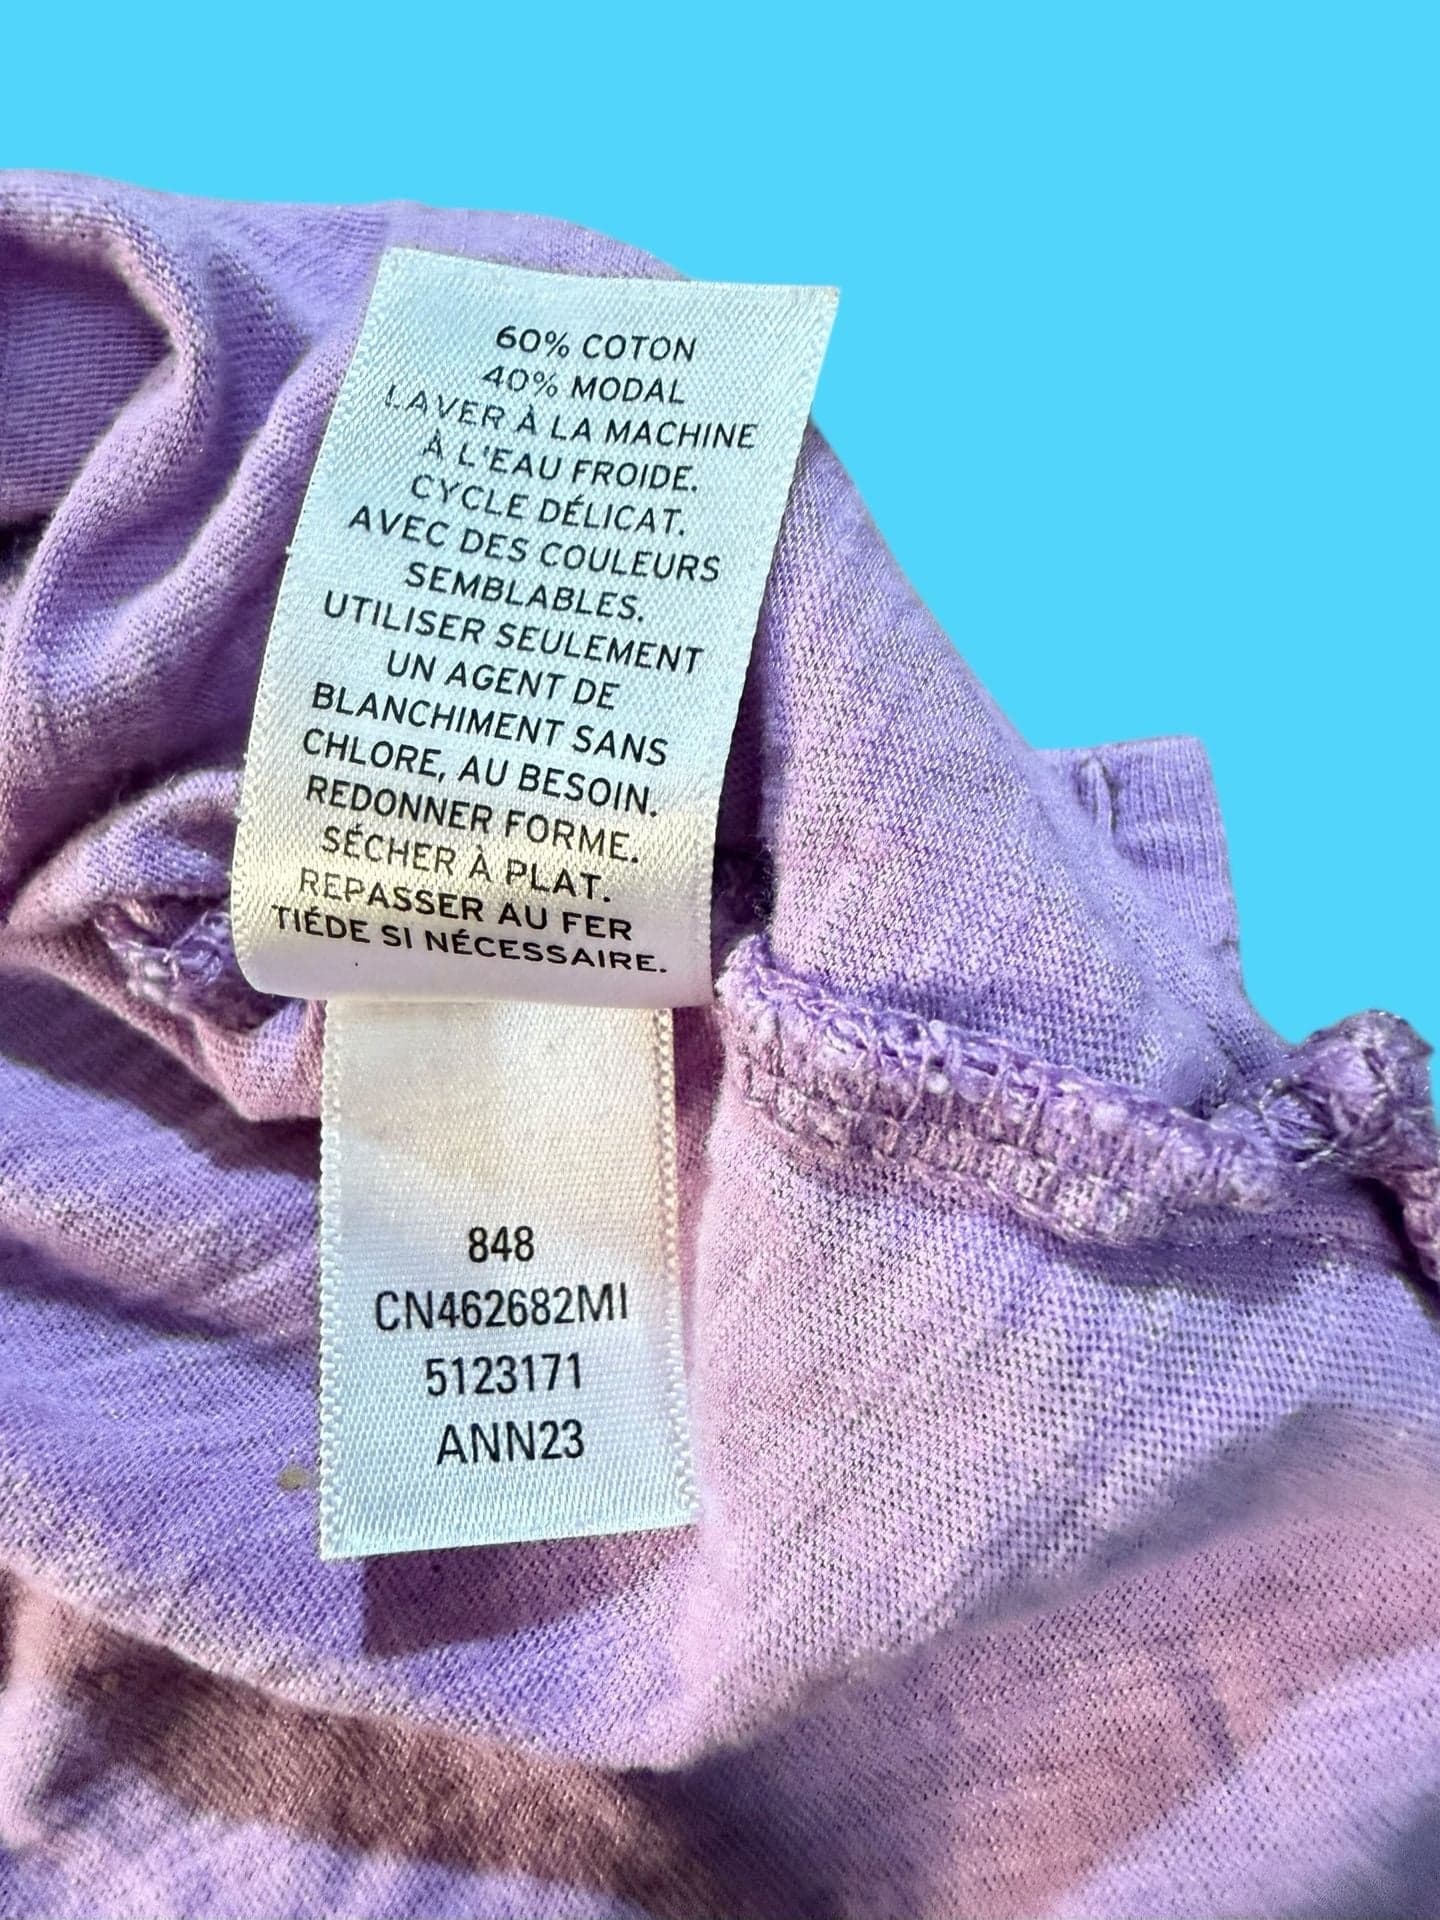 60% COTON
40% MODAL
LAVER À LA MACHINE
À L'EAU FROIDE.
CYCLE DÉLICAT.
AVEC DES COULEURS
SEMBLABLES.
UTILISER SEULEMENT
UN AGENT DE
BLANCHIMENT SANS
CHLORE, AU BESOIN.
REDONNER FORME.
SÉCHER À PLAT.
REPASSER AU FER
TIÉDE SI NÉCESSAIRE.
848
CN462682MI
5123171
ANN23